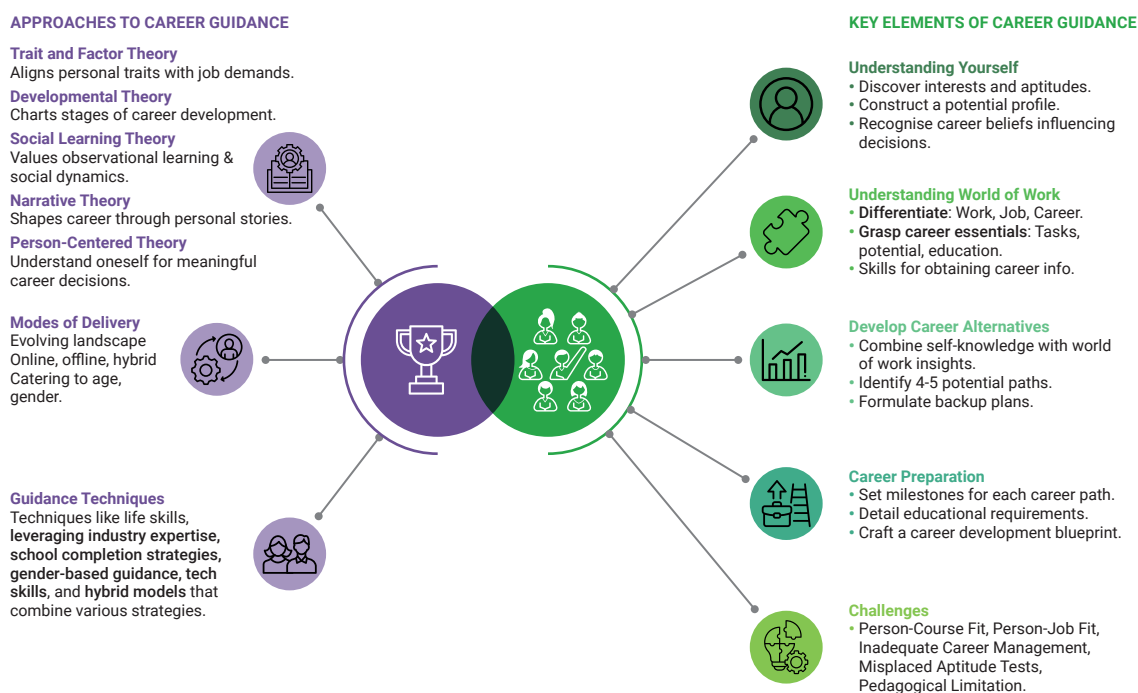 APPROACHES TO CAREER GUIDANCE
Trait and Factor Theory
Aligns personal traits with job demands.
Developmental Theory
Charts stages of career development.
Social Learning Theory
Values observational learning &
social dynamics.
Narrative Theory
Shapes career through personal stories.
Person-Centered Theory
Understand oneself for meaningful
career decisions.
Modes of Delivery
Evolving landscape
Online, offline, hybrid
Catering to age,
gender.
Guidance Techniques
Techniques like life skills,
leveraging industry expertise,
school completion strategies,
gender-based guidance, tech
skills, and hybrid models that
combine various strategies.
KEY ELEMENTS OF CAREER GUIDANCE
Understanding Yourself
• Discover interests and aptitudes.
• Construct a potential profile.
• Recognise career beliefs influencing
decisions.
Understanding World of Work
• Differentiate: Work, Job, Career.
• Grasp career essentials: Tasks,
potential, education.
• Skills for obtaining career info.
Develop Career Alternatives
• Combine self-knowledge with world
of work insights.
• Identify 4-5 potential paths.
• Formulate backup plans.
Career Preparation
• Set milestones for each career path.
• Detail educational requirements.
• Craft a career development blueprint.
Challenges
• Person-Course Fit, Person-Job Fit,
Inadequate Career Management,
Misplaced Aptitude Tests,
Pedagogical Limitation.